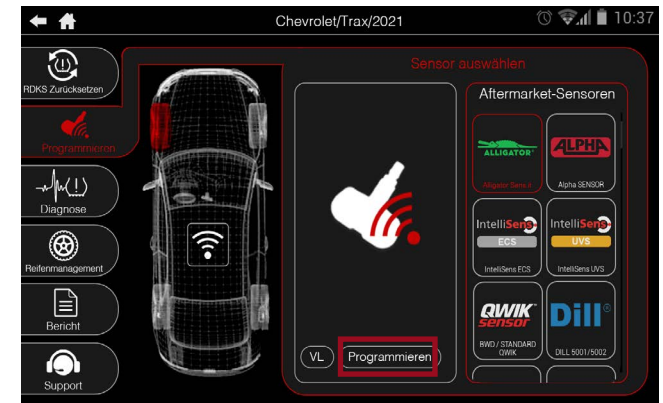 Chevrolet/Trax/2021
10:37
RDKS Zurücksetzen
Programmieren
Diagnose
Reifenmanagement
Bericht
Support
Sensor auswählen
VL
Programmieren
Aftermarket-Sensoren
ALLIGATOR®
Alligator Sens.it
ALPHA
Alpha SENSOR
IntelliSens
ECS
IntelliSens ECS
IntelliSens
UVS
IntelliSens UVS
QWIK™
sensor
BWD / STANDARD
QWIK
Dill®
DILL 5001/5002